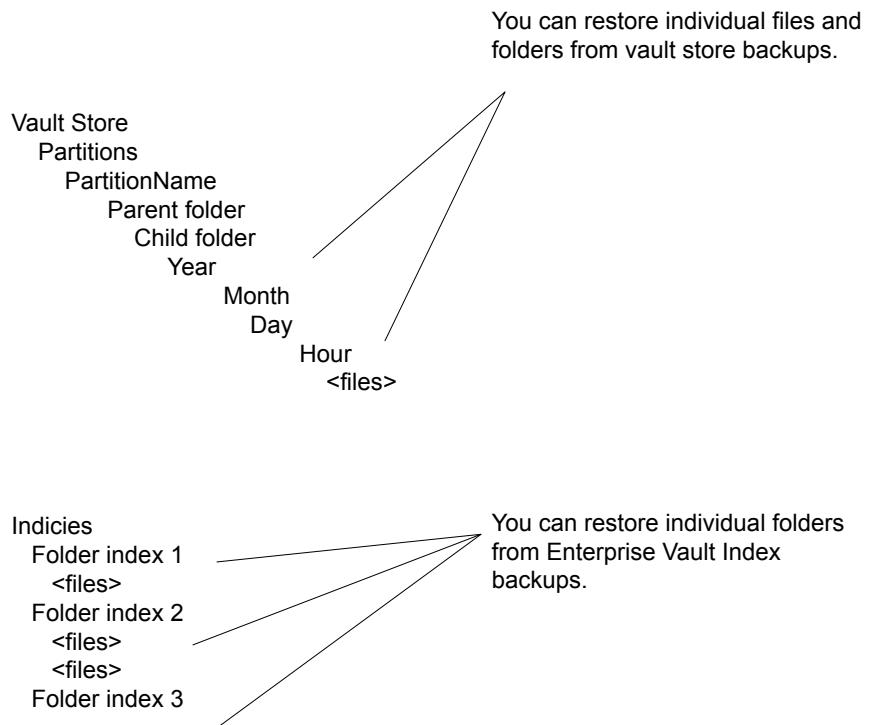 You can restore individual files and
folders from vault store backups.
Vault Store
Partitions
PartitionName
Parent folder
Child folder
Year
Month
Day
Hour
<files>
Indicies
Folder index 1
<files>
Folder index 2
<files>
<files>
Folder index 3
You can restore individual folders
from Enterprise Vault Index
backups.